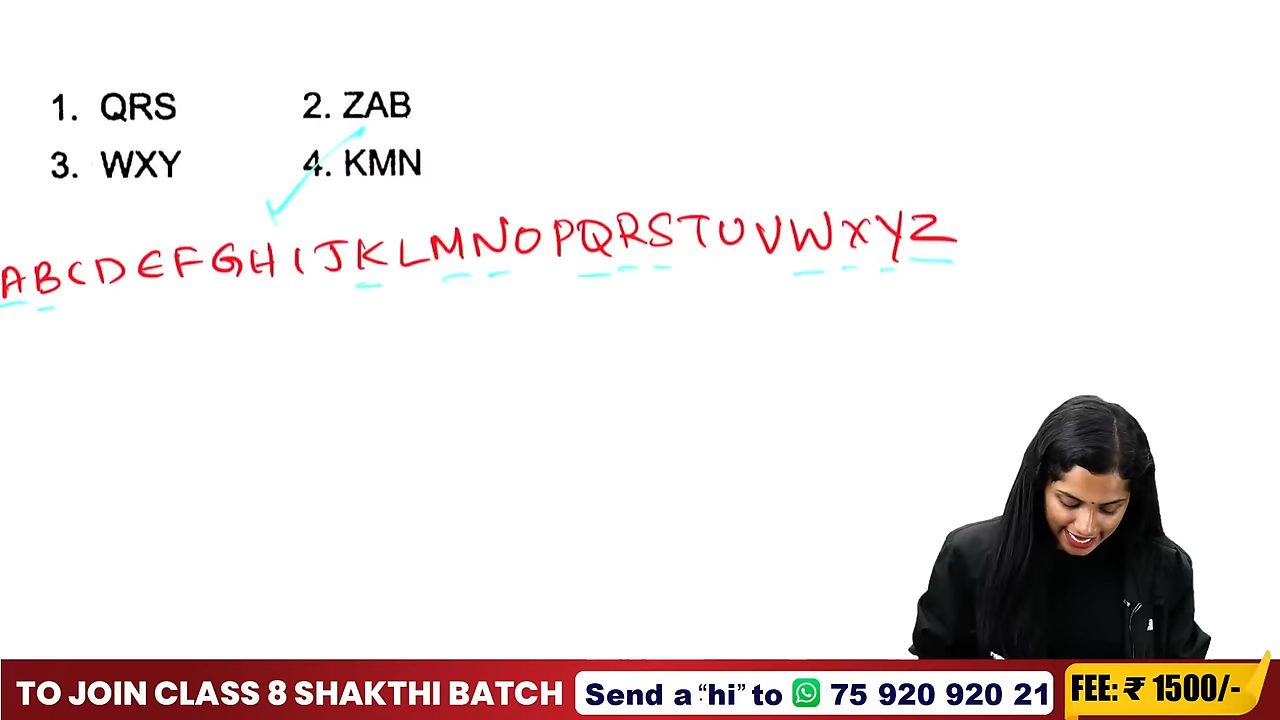 1. QRS 2. ZAB
3. WXY 4. KMN
A B C D E F G H I J K L M N O P Q R S T U V W X Y Z
TO JOIN CLASS 8 SHAKTHI BATCH Send a “hi” to 75 920 920 21 FEE: ₹ 1500/-